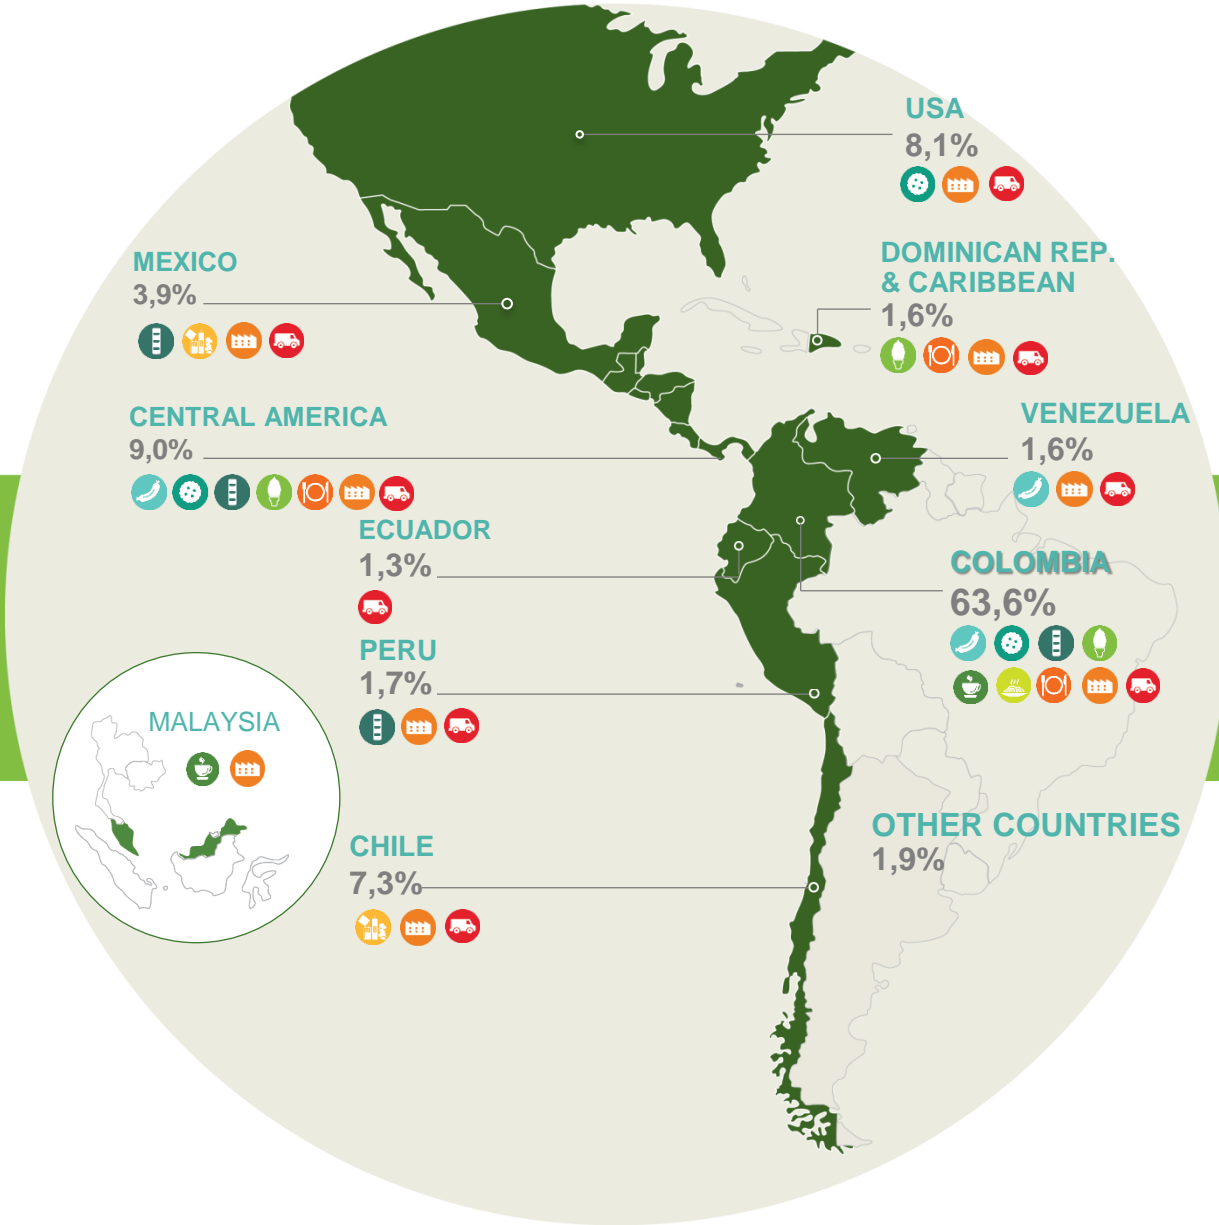 USA
8,1%
MEXICO
3,9%
DOMINICAN REP.
& CARIBBEAN
1,6%
CENTRAL AMERICA
9,0%
VENEZUELA
1,6%
ECUADOR
1,3%
COLOMBIA
63,6%
PERU
1,7%
MALAYSIA
OTHER COUNTRIES
1,9%
CHILE
7,3%